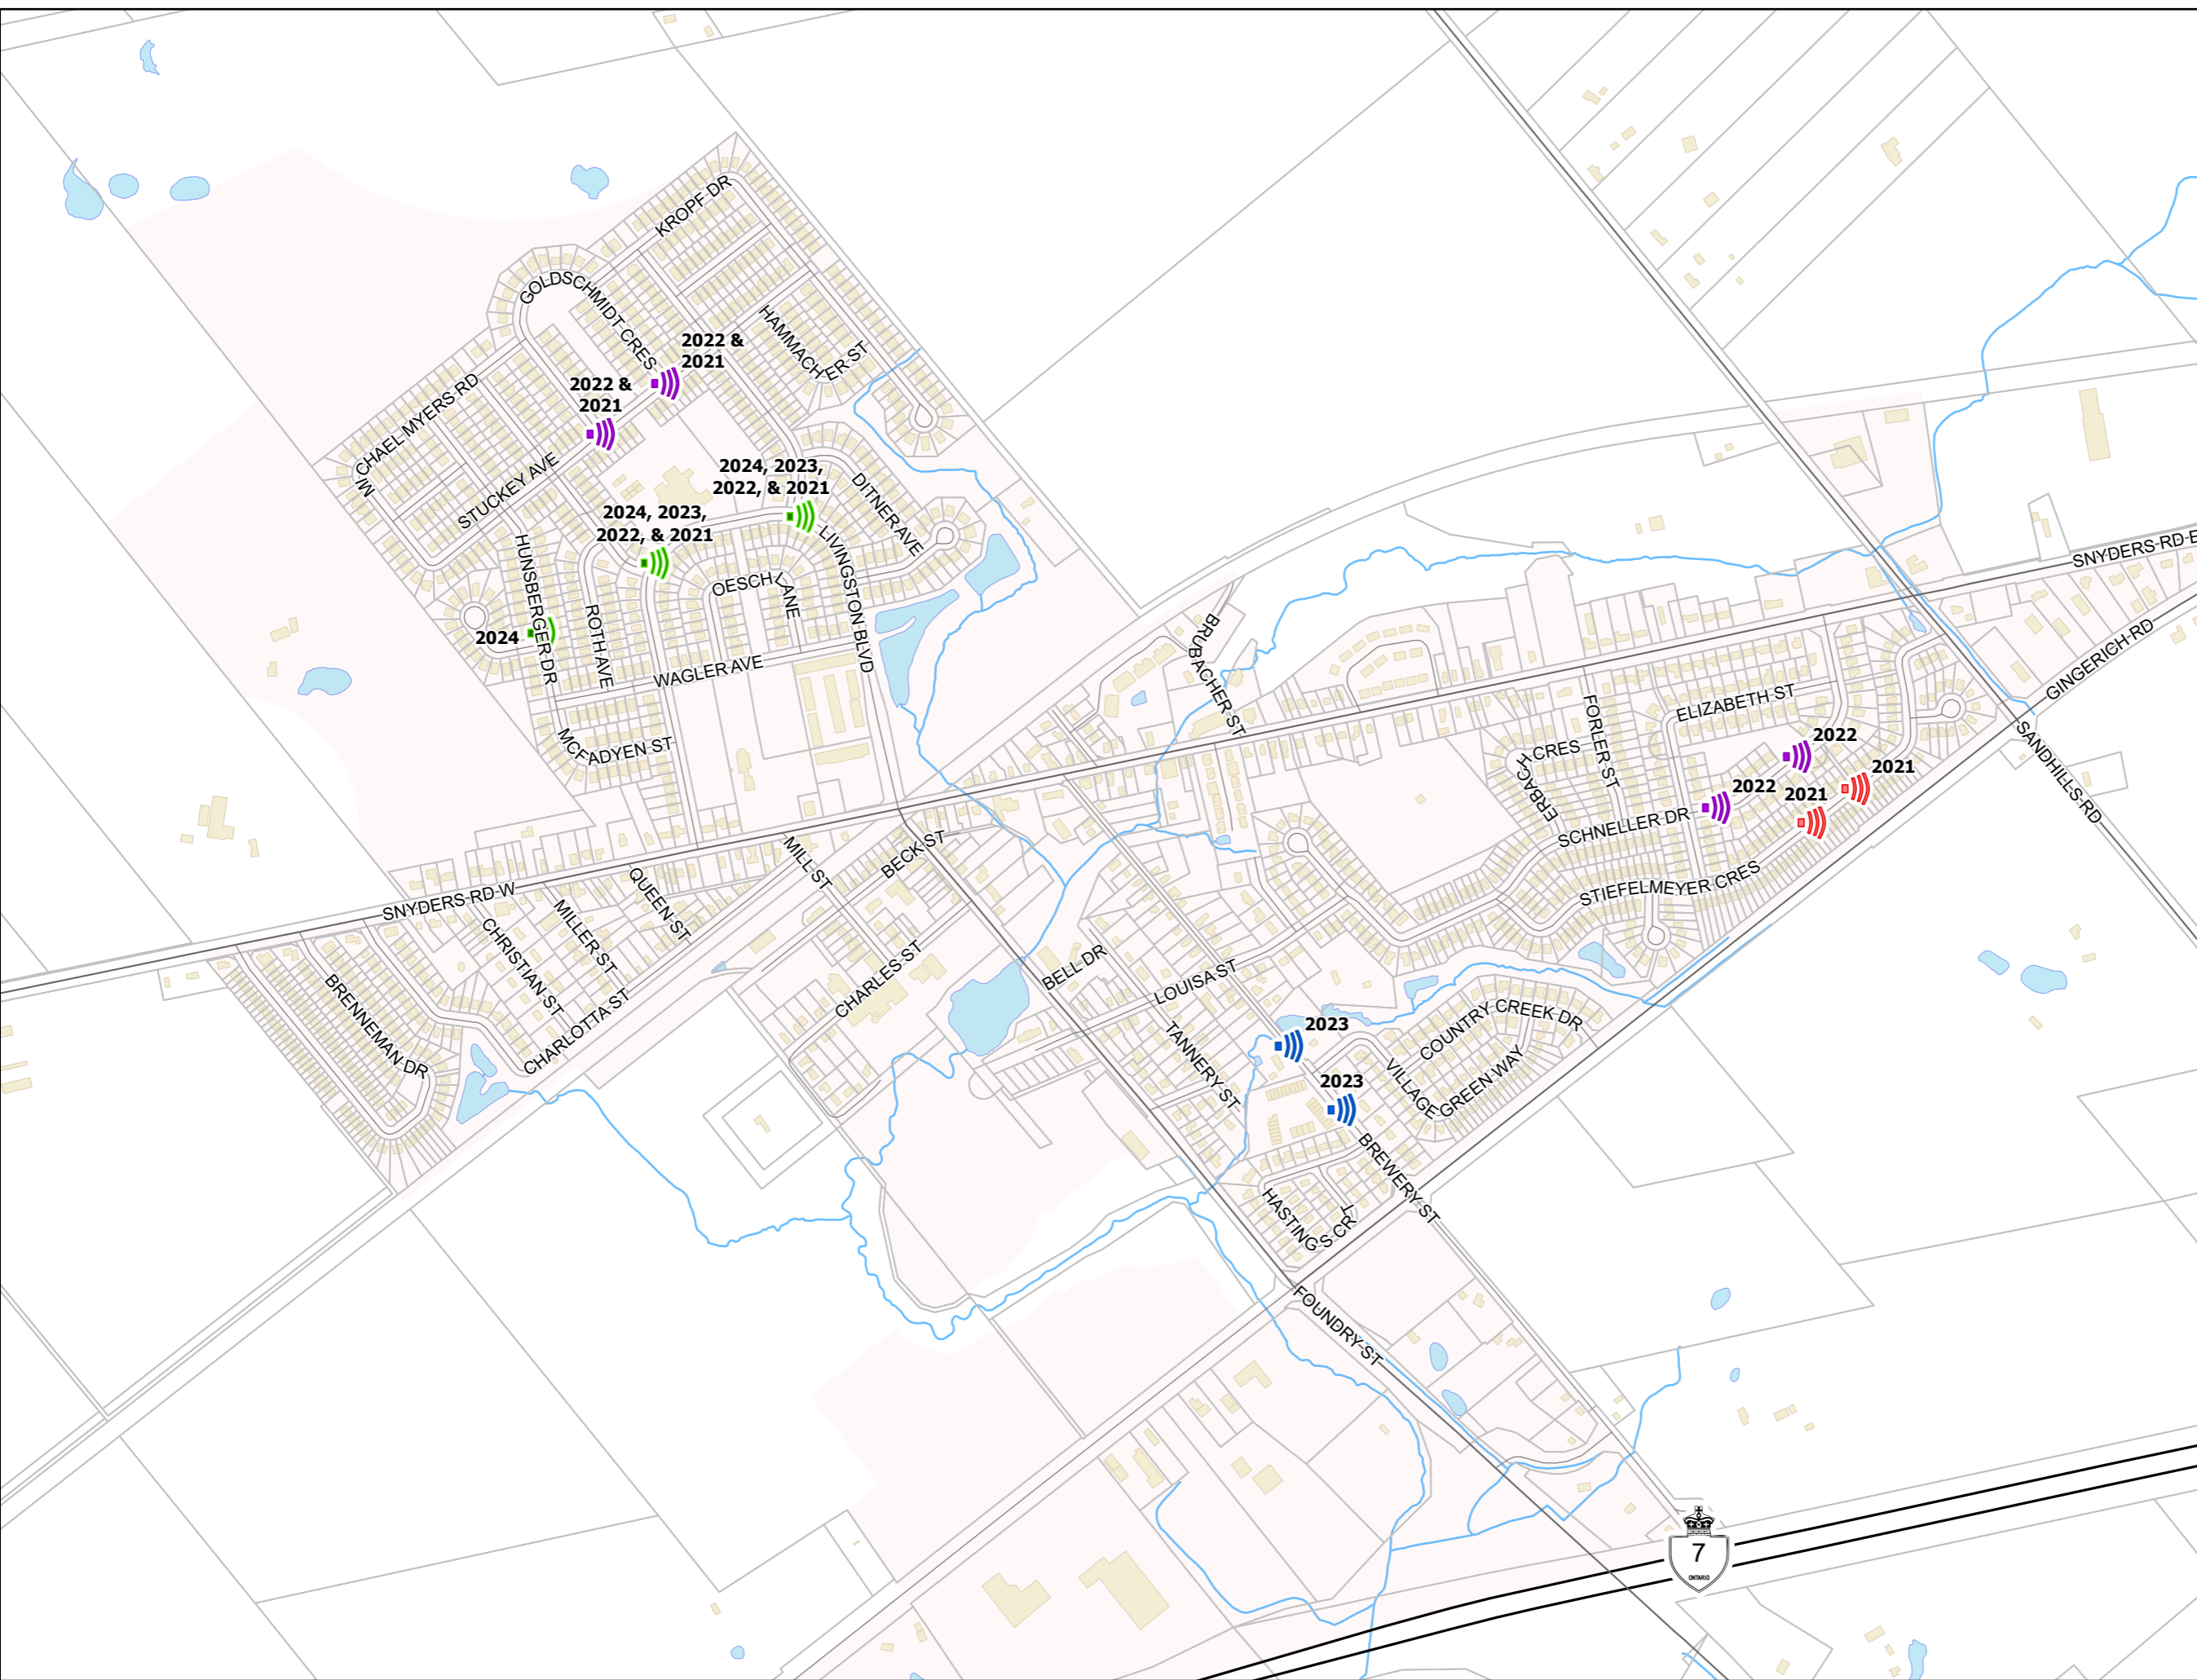 KROPF DR
GOLDSCHMIDT CRES
HAMMACHER ST
2022 &
2021
2022 &
2021
MICHAEL MYERS RD
STUCKEY AVE
2024, 2023,
2022, & 2021
DITNER AVE
2024, 2023,
2022, & 2021
LIVINGSTON BLVD
HUNSBERGER DR
OESCH LANE
ROTH AVE
2024
WAGLER AVE
MCFADYEN ST
BRUBACHER ST
SNYDERS RD E
GINGERICH RD
SANDHILLS RD
ELIZABETH ST
FORLER ST
ERBACH CRES
2022
2021
2022
2021
SCHNELLER DR
STIEFELMEYER CRES
MILL ST
BECK ST
QUEEN ST
SNYDERS RD W
MILLER ST
CHRISTIAN ST
CHARLES ST
BELL DR
LOUISA ST
BRENNEMAN DR
CHARLOTTA ST
TANNERY ST
2023
COUNTRY CREEK DR
2023
VILLAGE GREEN WAY
BREWERY ST
HASTINGS CRL
FOUNDRY ST
7
ONTARIO